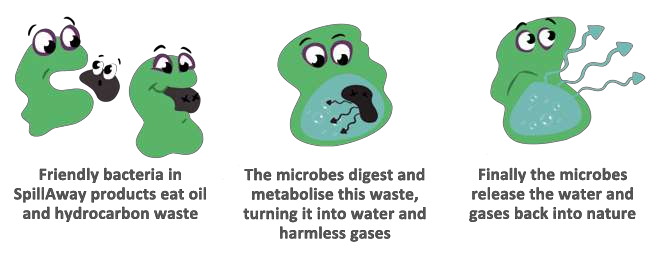 Friendly bacteria in
SpillAway products eat oil
and hydrocarbon waste
The microbes digest and
metabolise this waste,
turning it into water and
harmless gases
Finally the microbes
release the water and
gases back into nature